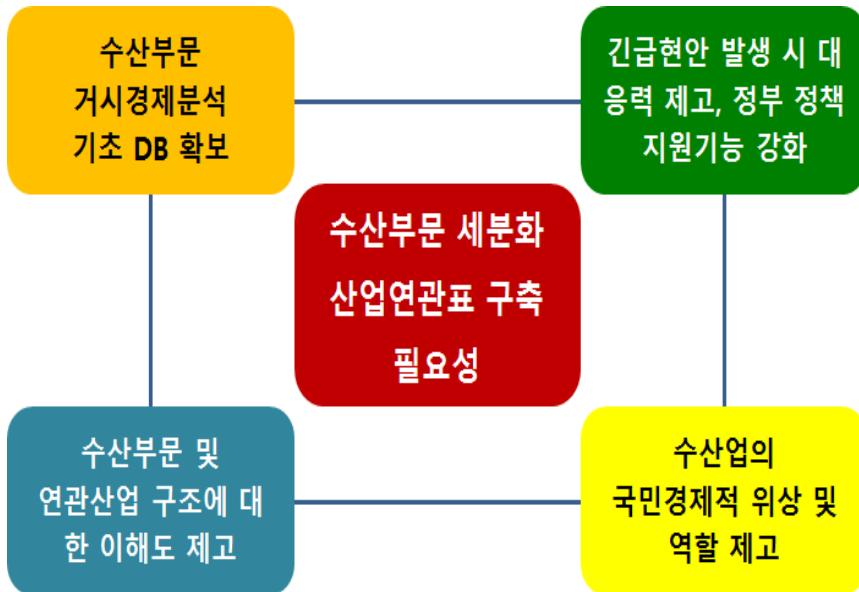 수산부문
거시경제분석
기초 DB 확보
긴급현안 발생 시 대
응력 제고, 정부 정책
지원기능 강화
수산부문 세분화
산업연관표 구축
필요성
수산부문 및
연관산업 구조에 대
한 이해도 제고
수산업의
국민경제적 위상 및
역할 제고